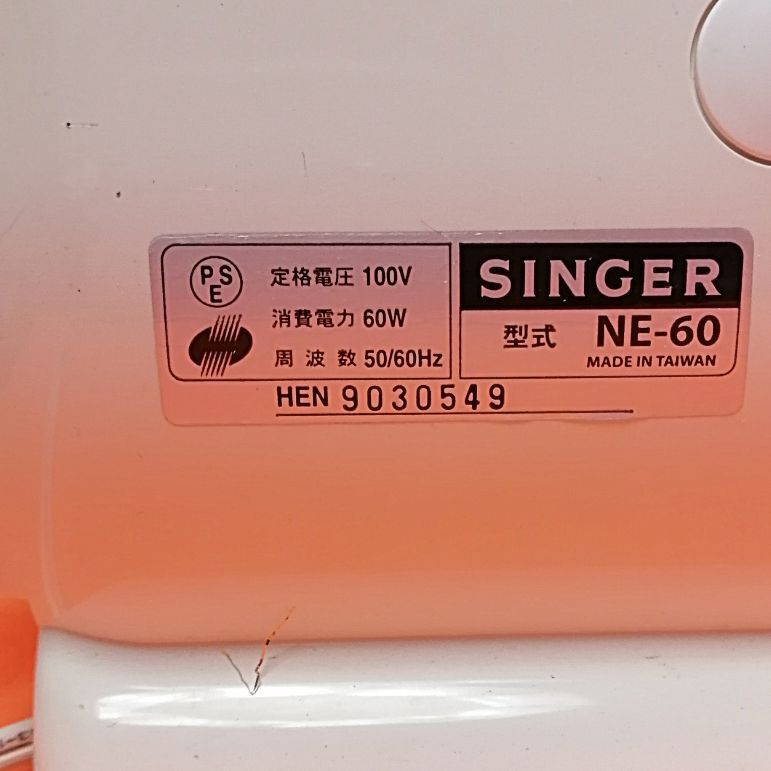 PSE
定格電圧 100V
消費電力 60W
周波数 50/60Hz
SINGER
型式 NE-60
MADE IN TAIWAN
HEN 9030549